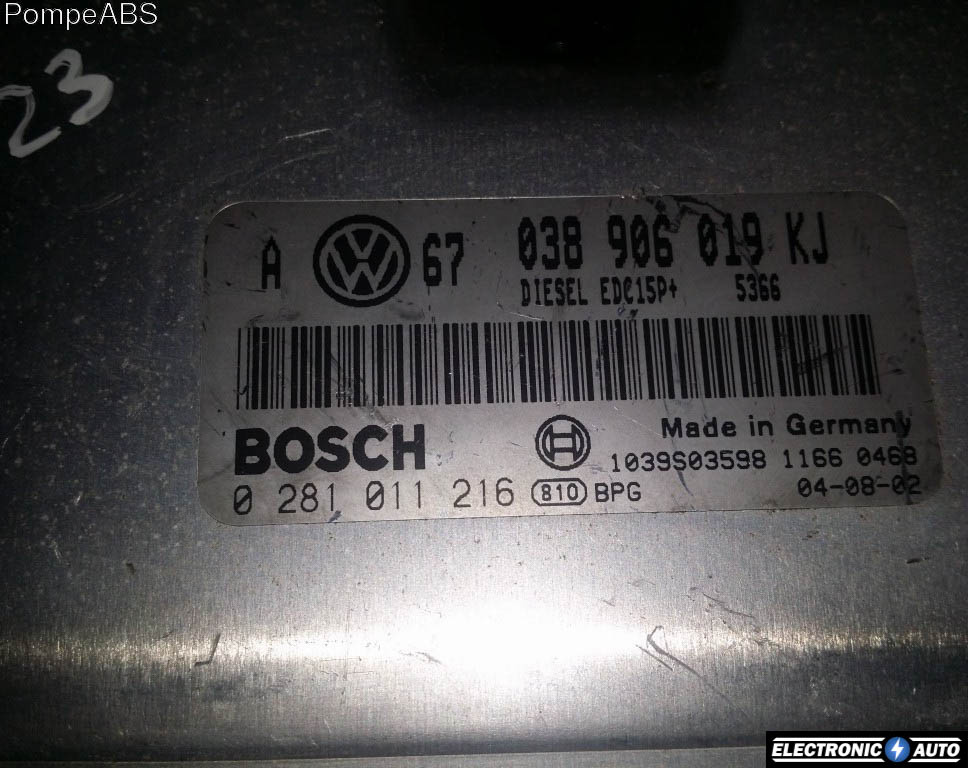 PompeABS
23
A 67 038 906 019 KJ
DIESEL EDC15P+ 5366
BOSCH
Made in Germany
1039S03598 1166 0468
0 281 011 216 810 BPG 04-08-02
ELECTRONIC AUTO